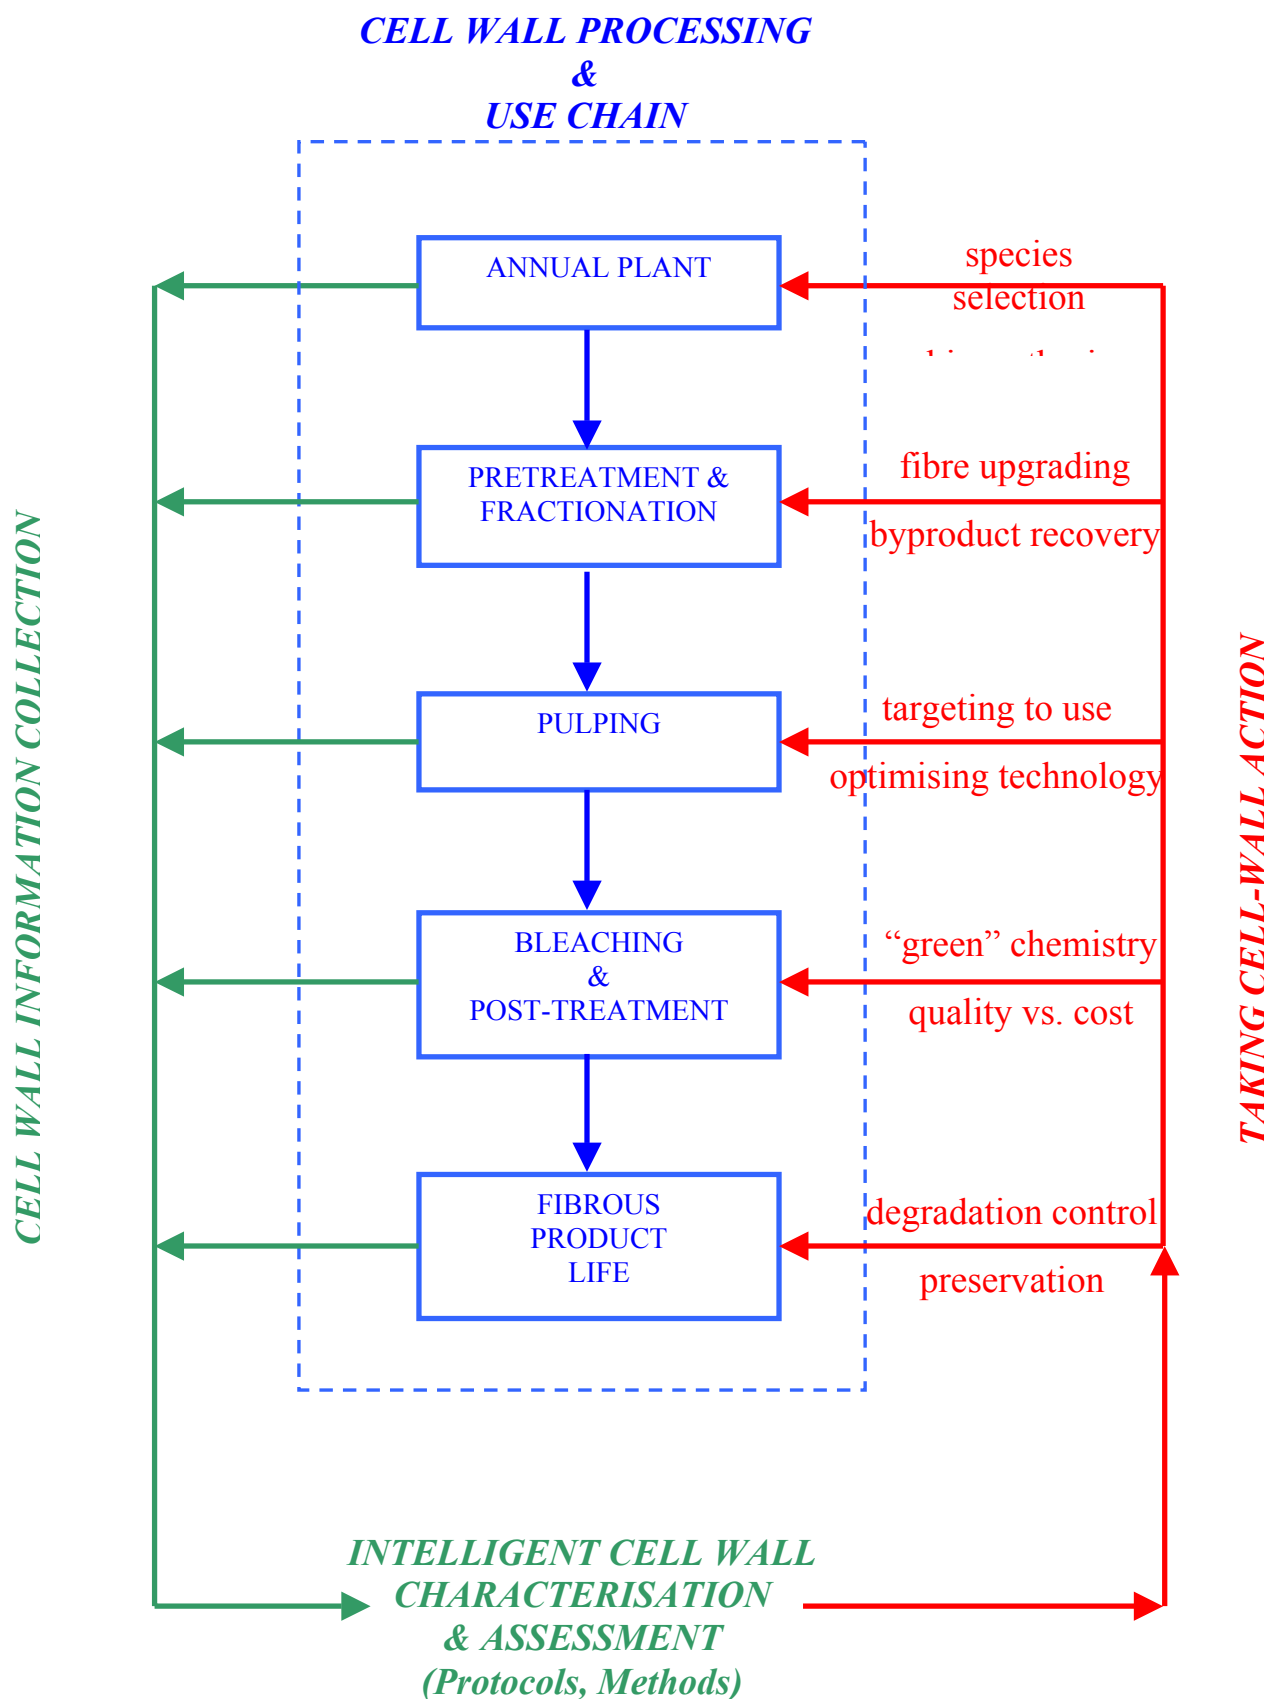 CELL WALL PROCESSING
&
USE CHAIN
ANNUAL PLANT
species
selection
PRETREATMENT &
FRACTIONATION
fibre upgrading
byproduct recovery
PULPING
targeting to use
optimising technology
BLEACHING
&
POST-TREATMENT
“green” chemistry
quality vs. cost
FIBROUS
PRODUCT
LIFE
degradation control
preservation
CELL WALL INFORMATION COLLECTION
TAKING CELL-WALL ACTION
INTELLIGENT CELL WALL
CHARACTERISATION
& ASSESSMENT
(Protocols, Methods)